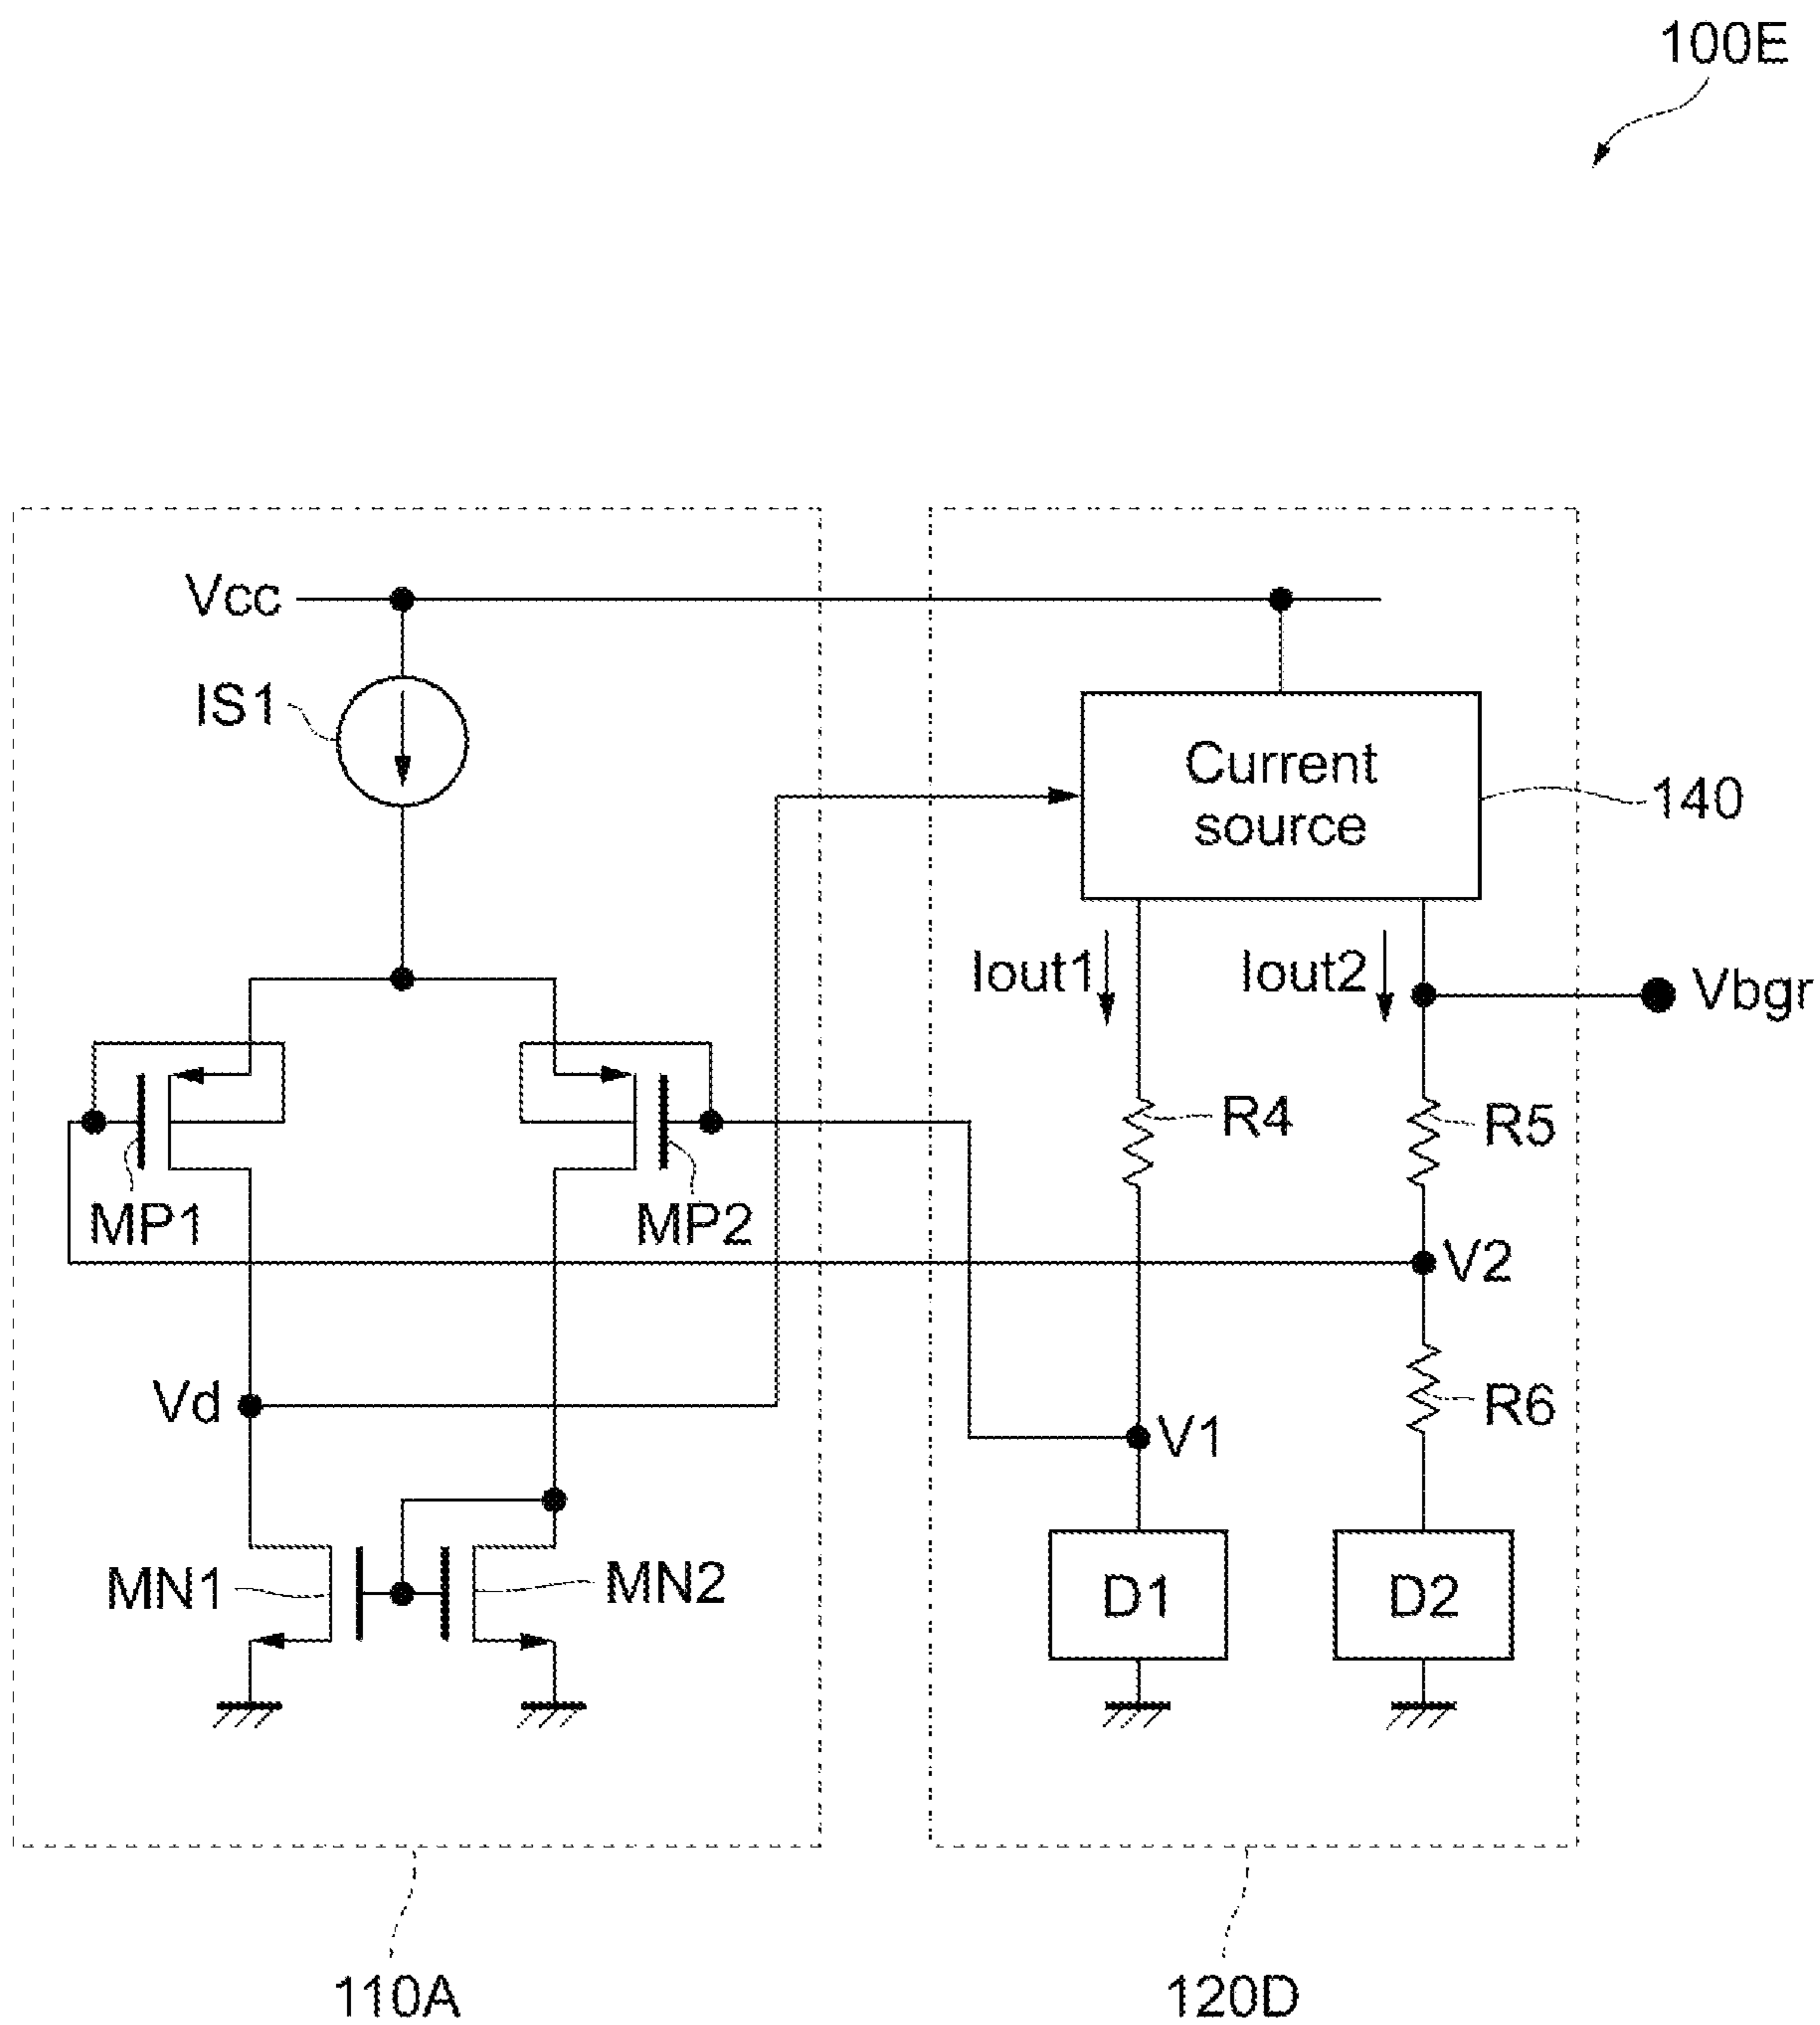 100E
Vcc
IS1
Current
source
140
Iout1
Iout2
Vbgr
R4
R5
MP1
MP2
V2
Vd
R6
V1
MN1
MN2
D1
D2
110A
120D